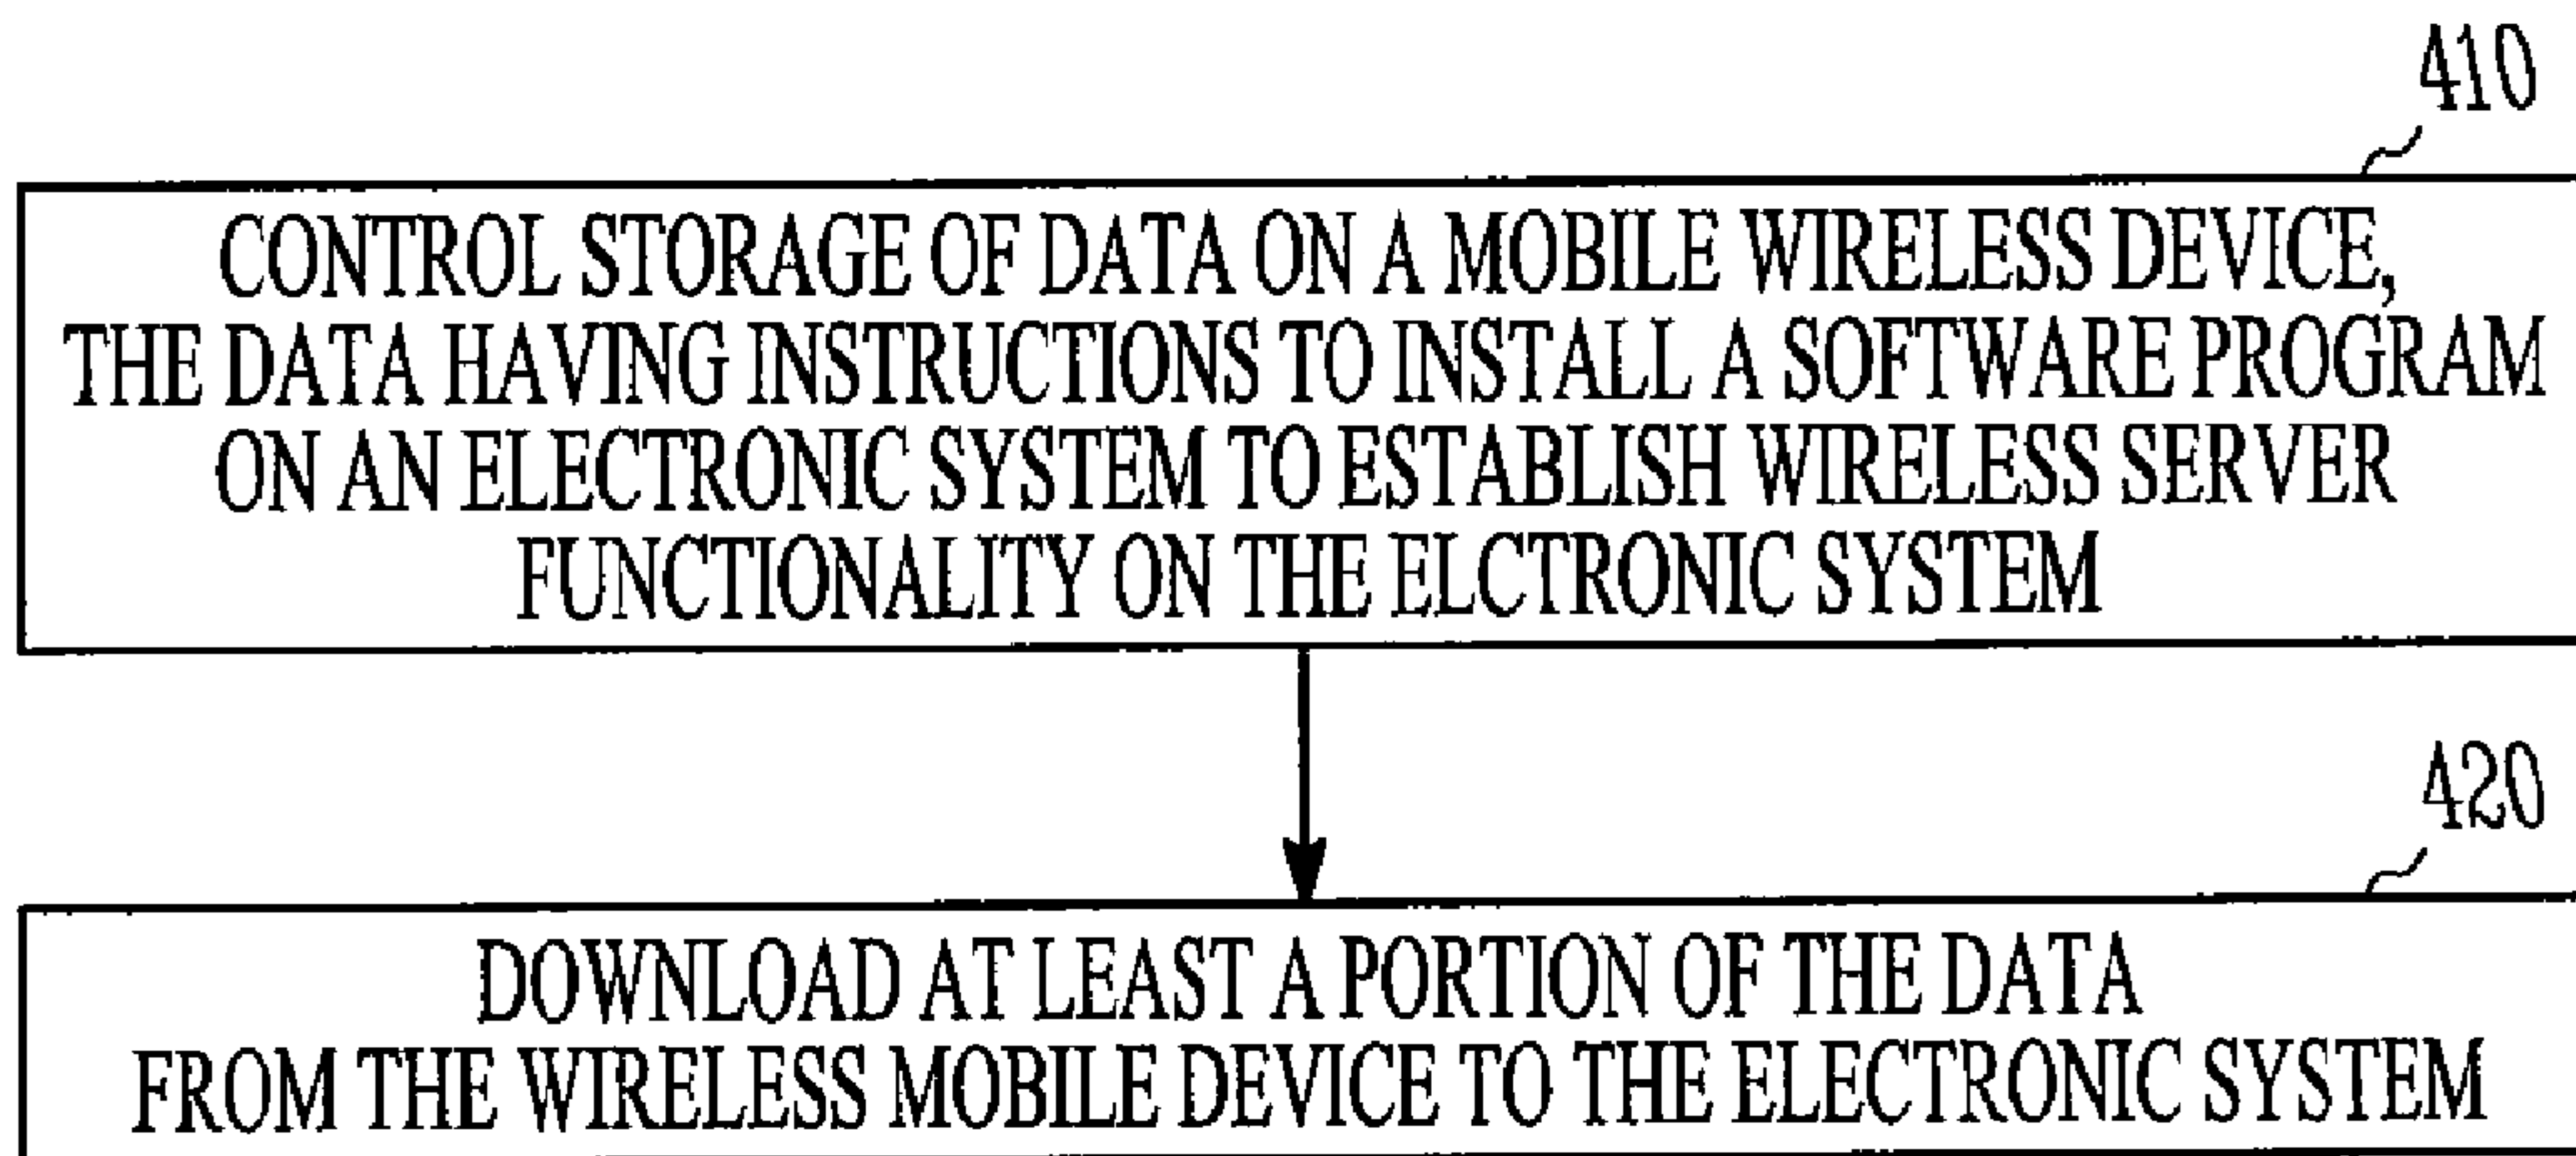 410
CONTROL STORAGE OF DATA ON A MOBILE WIRELESS DEVICE,
THE DATA HAVING INSTRUCTIONS TO INSTALL A SOFTWARE PROGRAM
ON AN ELECTRONIC SYSTEM TO ESTABLISH WIRELESS SERVER
FUNCTIONALITY ON THE ELCTRONIC SYSTEM
420
DOWNLOAD AT LEAST A PORTION OF THE DATA
FROM THE WIRELESS MOBILE DEVICE TO THE ELECTRONIC SYSTEM